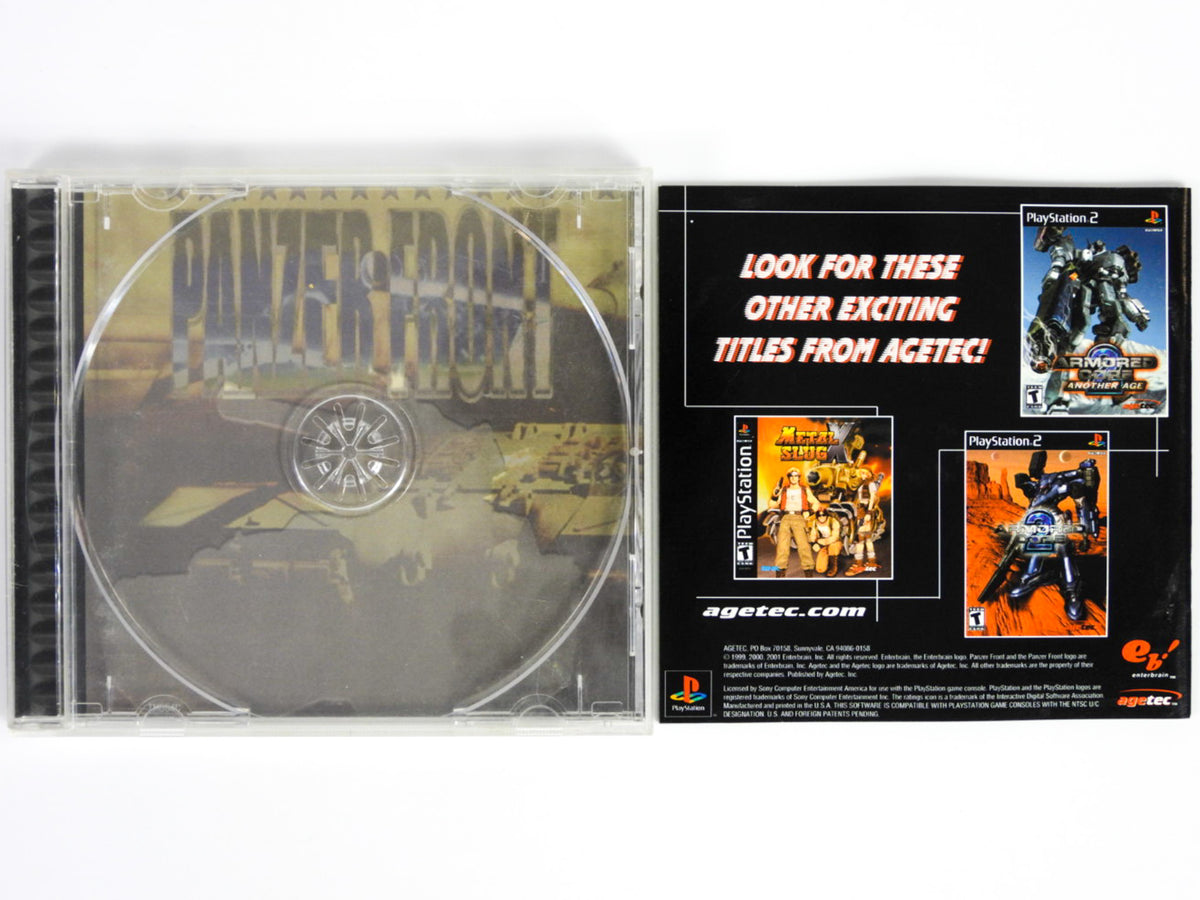 PANZER FRONT
LOOK FOR THESE
OTHER EXCITING
TITLES FROM AGETEC!
PlayStation 2
ARMORED
CORE
2
ANOTHER AGE
T
agetec
METAL
SLUG X
PlayStation
T
agetec
PlayStation 2
ARMORED
2
T
agetec.com
AGETEC, PO Box 70158, Sunnyvale, CA 94086-0158
© 1999, 2000, 2001 Enterbrain, Inc. All rights reserved. Enterbrain, the Enterbrain logo, Panzer Front and the Panzer Front logo are
trademarks of Enterbrain, Inc. Agetec and the Agetec logo are trademarks of Agetec, Inc. All other trademarks are the property of their
respective companies. Published by Agetec, Inc.
Licensed by Sony Computer Entertainment America for use with the PlayStation game console. PlayStation and the PlayStation logos are
registered trademarks of Sony Computer Entertainment Inc. The ratings icon is a trademark of the Interactive Digital Software Association.
Manufactured and printed in the U.S.A. THIS SOFTWARE IS COMPATIBLE WITH PLAYSTATION GAME CONSOLES WITH THE NTSC U/C
DESIGNATION. U.S. AND FOREIGN PATENTS PENDING.
PlayStation
eb!
enterbrain
agetec